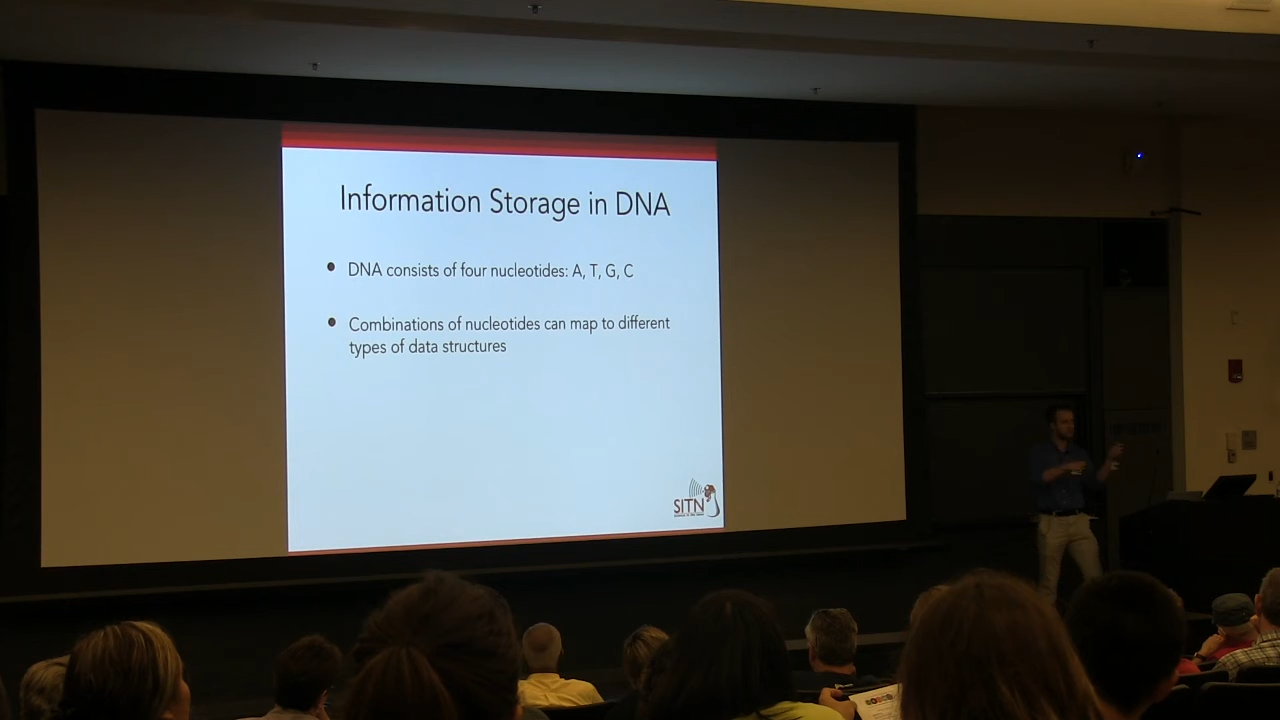 Information Storage in DNA
• DNA consists of four nucleotides: A, T, G, C
• Combinations of nucleotides can map to different
types of data structures
SITN